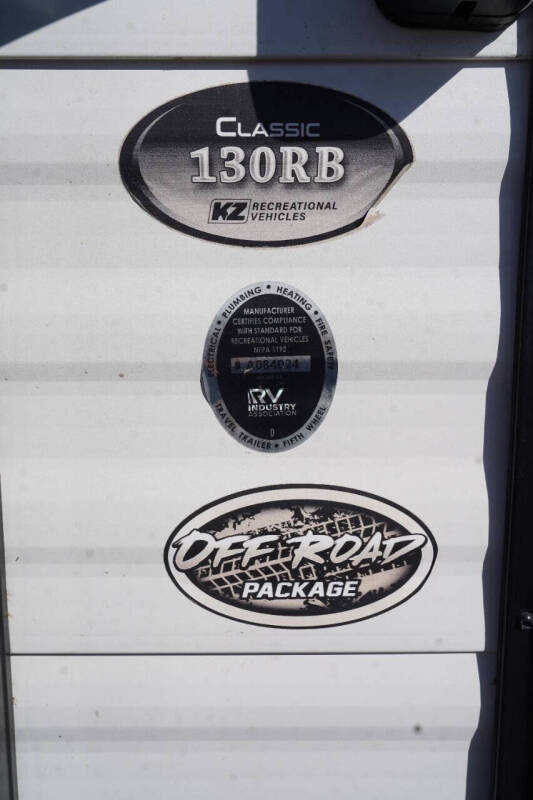 CLASSIC
130RB
KZ RECREATIONAL
VEHICLES
ELECTRICAL • PLUMBING • HEATING • FIRE SAFETY
MANUFACTURER
CERTIFIES COMPLIANCE
WITH STANDARD FOR
RECREATIONAL VEHICLES
NFPA 1192
A084024
RV
INDUSTRY
ASSOCIATION
D
TRAVEL TRAILER • FIFTH WHEEL
OFF ROAD
PACKAGE